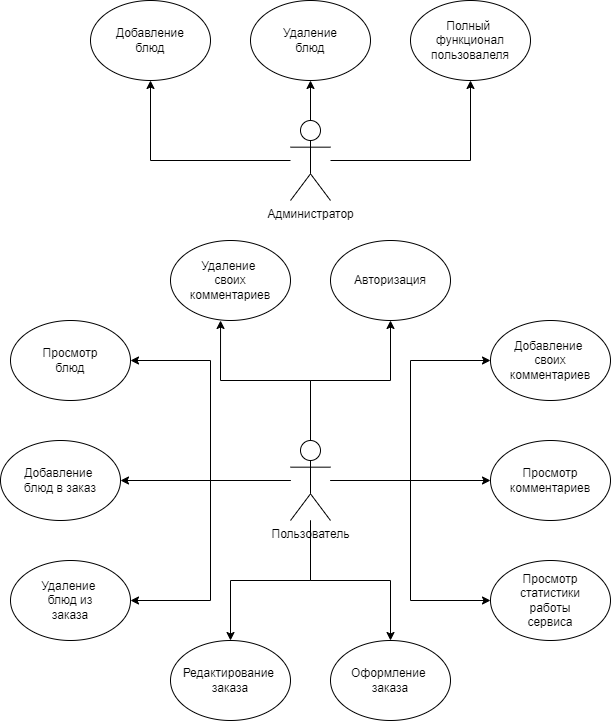 Добавление
блюд
Удаление
блюд
Полный
функционал
пользовалеля
Администратор
Удаление
своих
комментариев
Авторизация
Просмотр
блюд
Добавление
своих
комментариев
Добавление
блюд в заказ
Просмотр
комментариев
Пользователь
Удаление
блюд из
заказа
Просмотр
статистики
работы
сервиса
Редактирование
заказа
Оформление
заказа